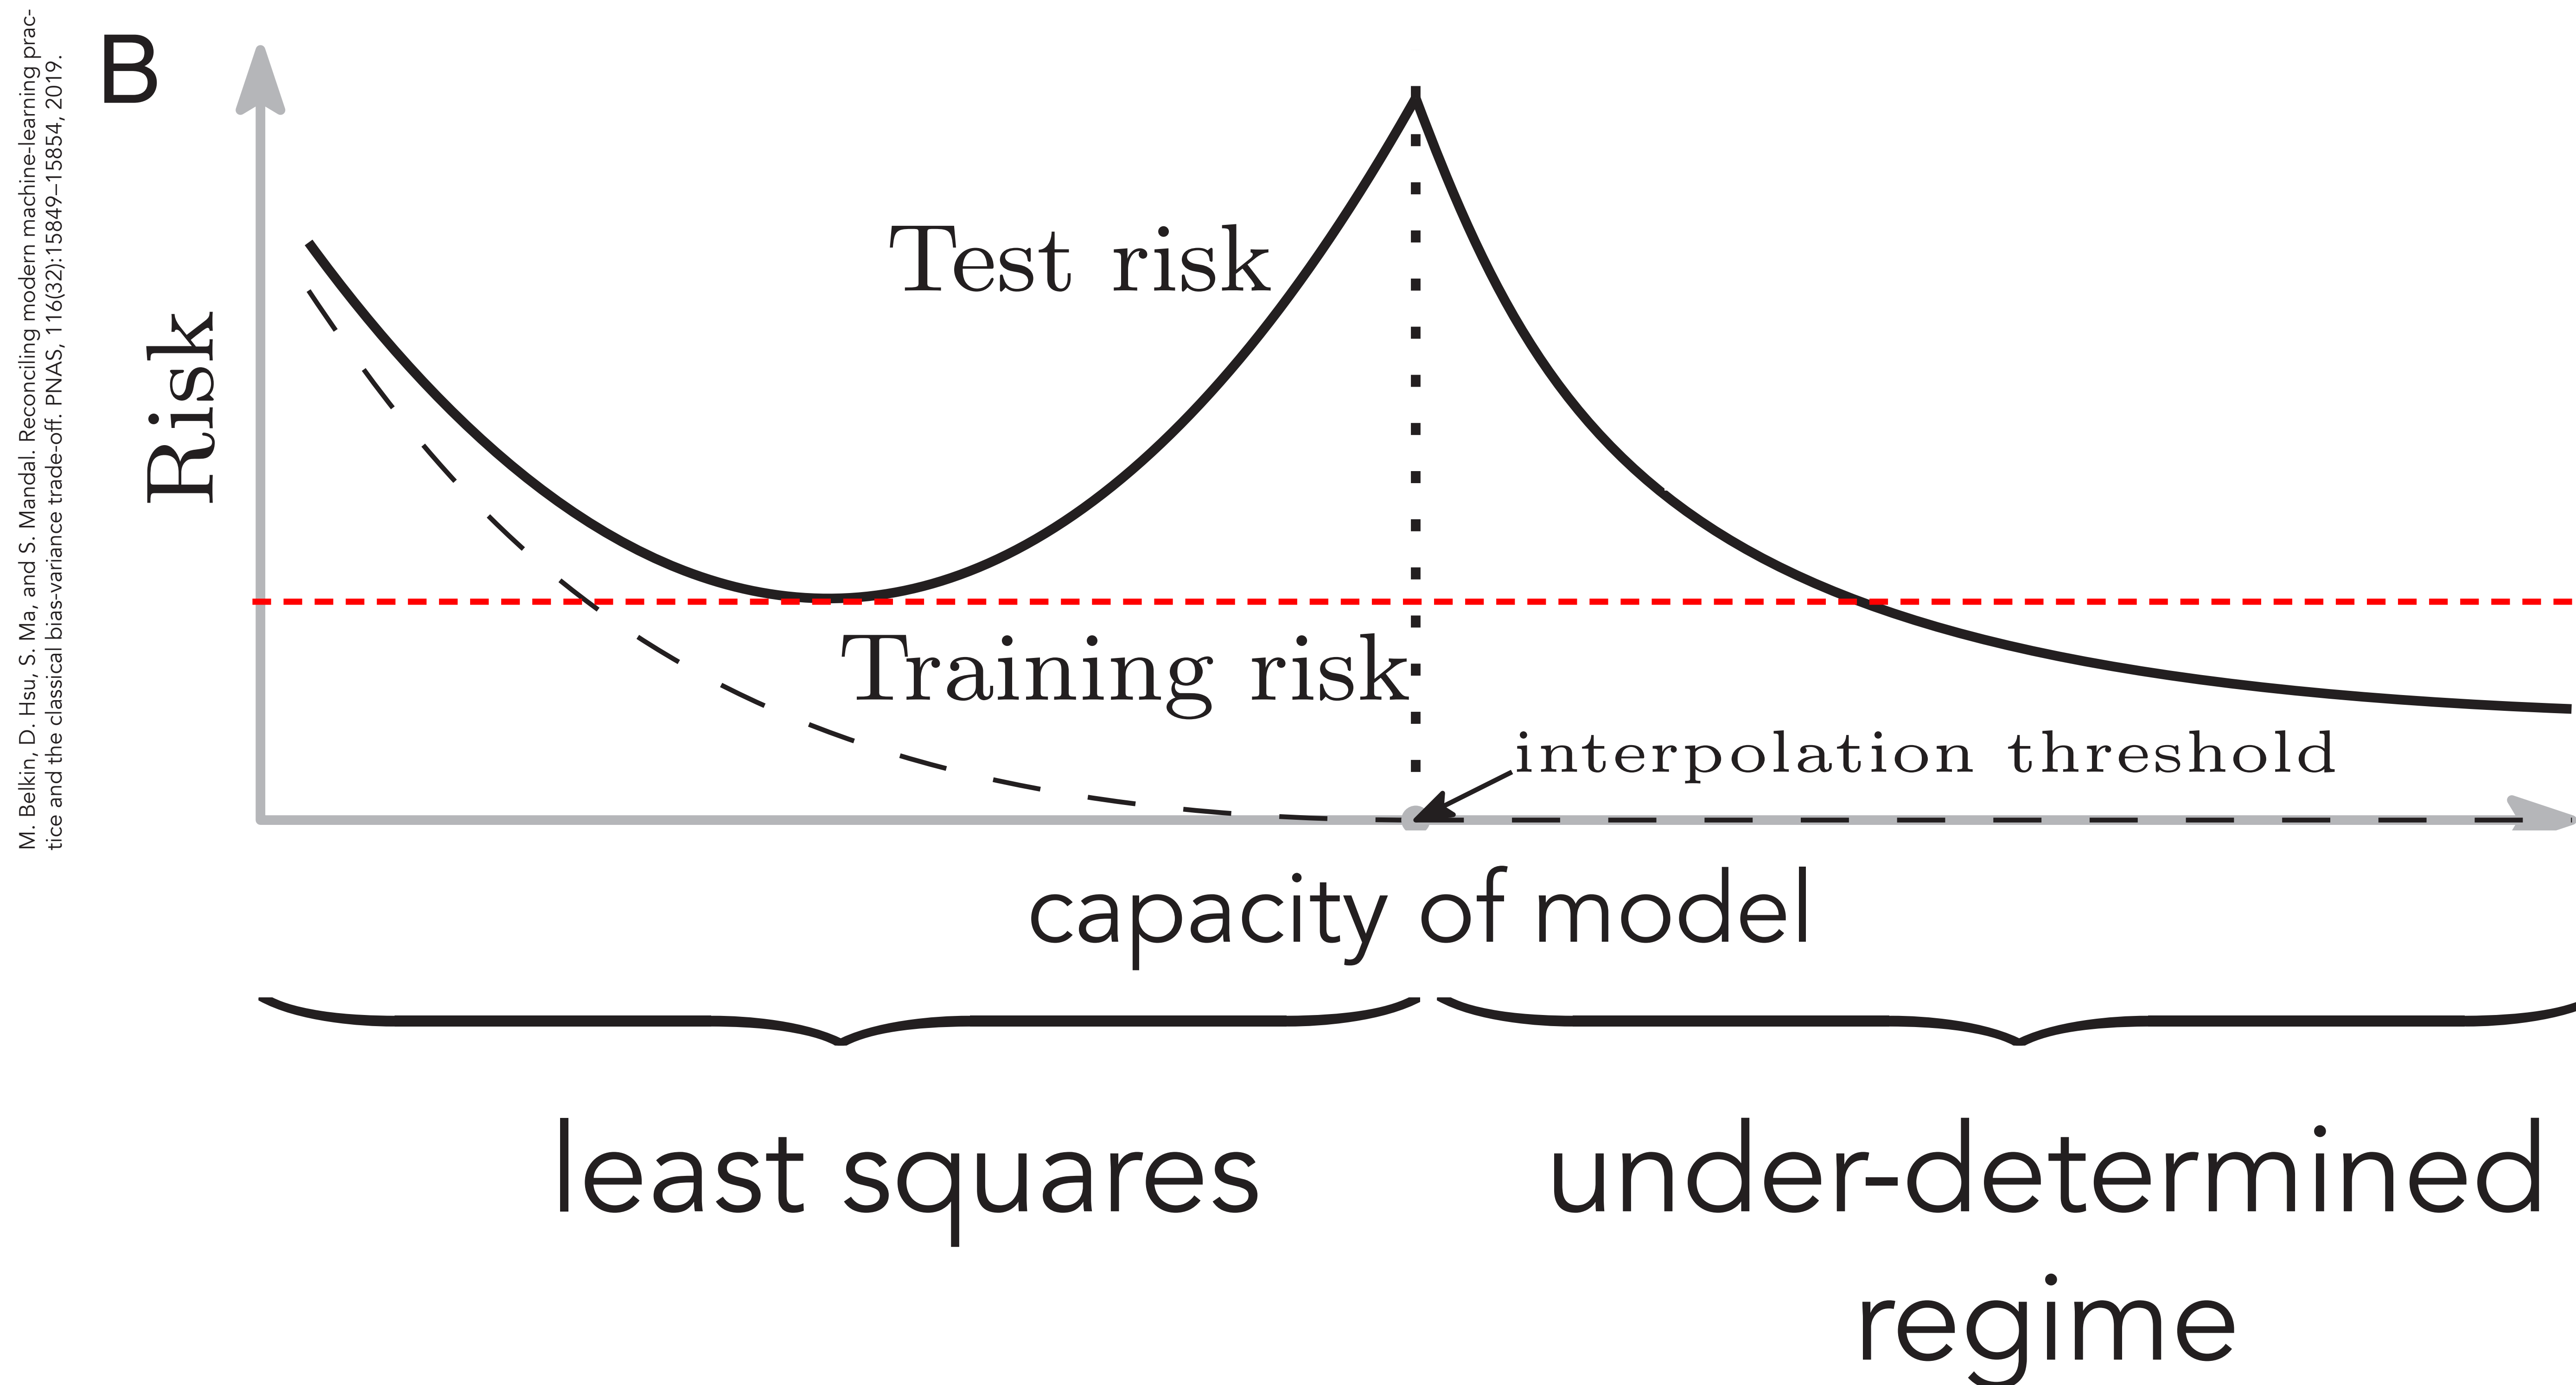 M. Belkin, D. Hsu, S. Ma, and S. Mandal. Reconciling modern machine-learning prac-
tice and the classical bias-variance trade-off. PNAS, 116(32):15849–15854, 2019.
B
Test risk
Risk
Training risk
interpolation threshold
capacity of model
least squares
under-determined
regime